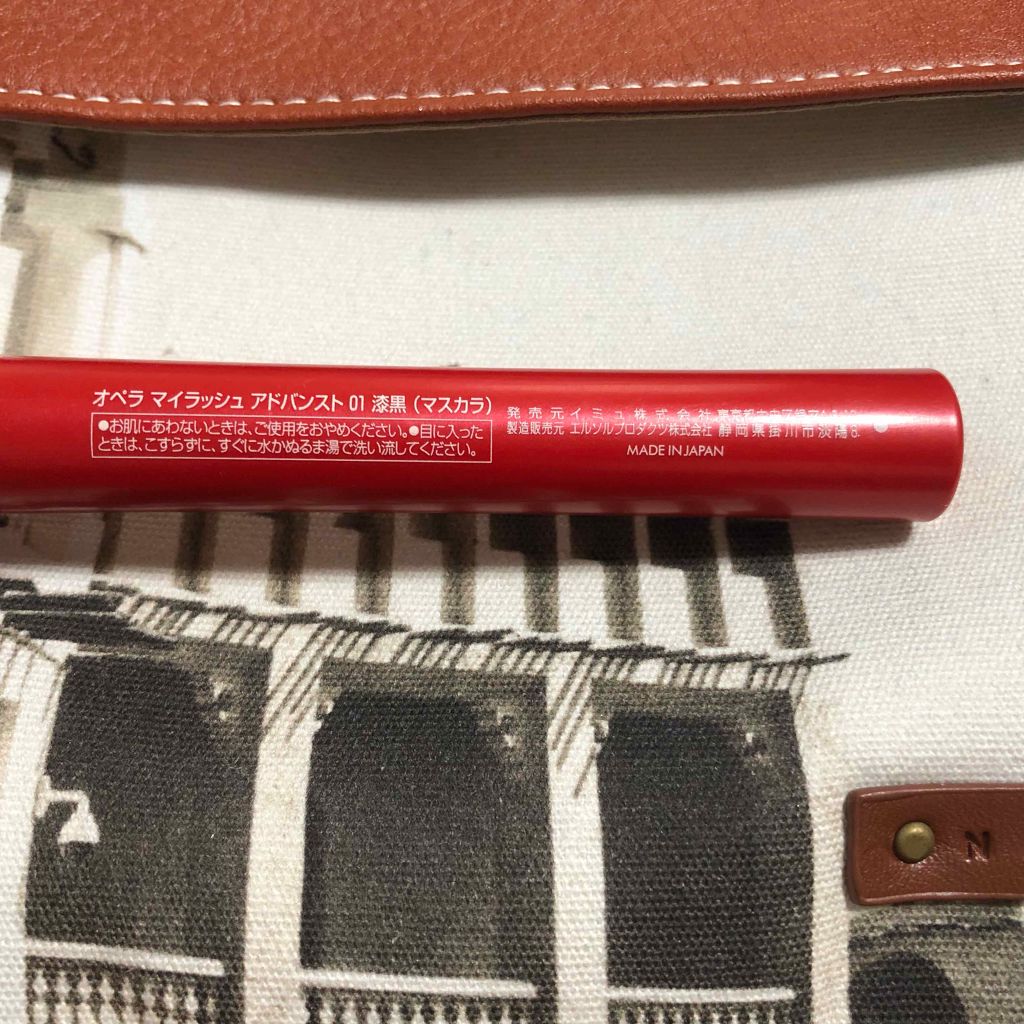 オペラ マイラッシュ アドバンスト 01 漆黒 (マスカラ)
●お肌にあわないときは、ご使用をおやめください。●目に入った
ときは、こすらずに、すぐに水かぬるま湯で洗い流してください。
発売元 イミュ株式会社 東京都中央区
製造販売元 エルソルプロダクツ株式会社 静岡県掛川市淡陽
MADE IN JAPAN
N